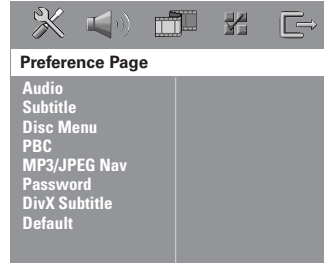 Preference Page
Audio
Subtitle
Disc Menu
PBC
MP3/JPEG Nav
Password
DivX Subtitle
Default